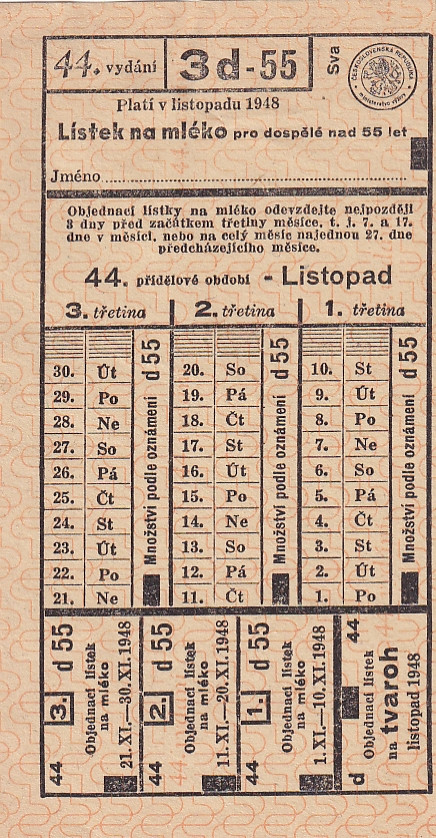 44. vydání
3d-55
Sva
ČESKOSLOVENSKÁ REPUBLIKA
ministerstvo výživy
Platí v listopadu 1948
Lístek na mléko pro dospělé nad 55 let
Jméno
Objednací lístky na mléko odevzdejte nejpozději
3 dny před začátkem třetiny měsíce, t. j. 7. a 17.
dne v měsíci, nebo na celý měsíc najednou 27. dne
předcházejícího měsíce.
44. přídělové období - Listopad
3. třetina
2. třetina
1. třetina
30. Út
29. Po
28. Ne
27. So
26. Pá
25. Čt
24. St
23. Út
22. Po
21. Ne
Množství podle oznámení d 55
20. So
19. Pá
18. Čt
17. St
16. Út
15. Po
14. Ne
13. So
12. Pá
11. Čt
Množství podle oznámení d 55
10. St
9. Út
8. Po
7. Ne
6. So
5. Pá
4. Čt
3. St
2. Út
1. Po
Množství podle oznámení d 55
44 3. d 55
Objednací lístek
na mléko
21.XI.—30.XI.1948
44 2. d 55
Objednací lístek
na mléko
11.XI.—20.XI.1948
44 1. d 55
Objednací lístek
na mléko
1.XI.—10.XI.1948
d 44
Objednací lístek
na tvaroh
listopad 1948